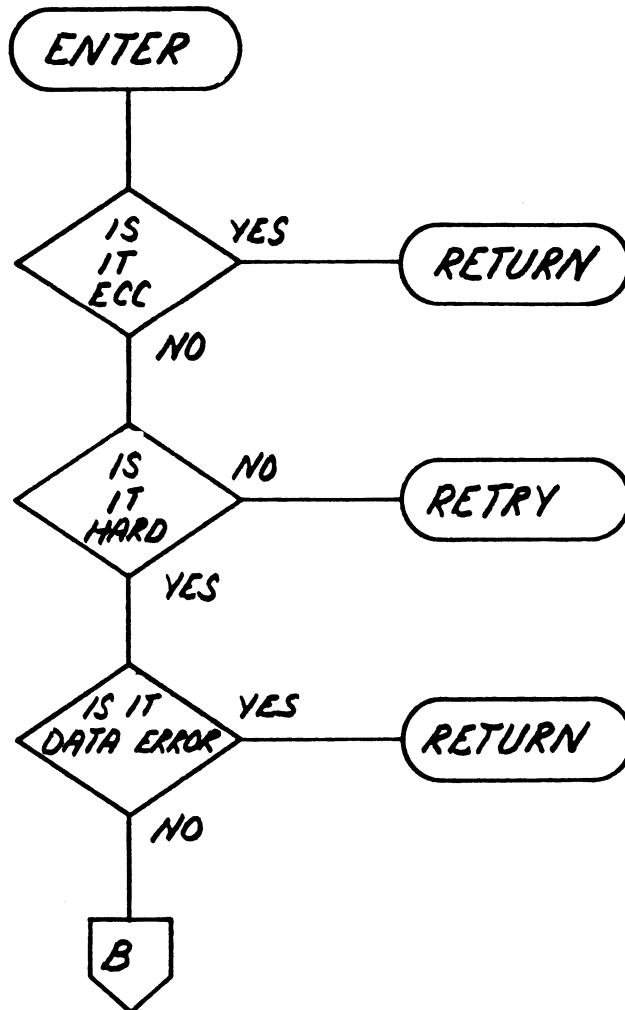 ENTER
IS
IT
ECC
YES
RETURN
NO
IS
IT
HARD
NO
RETRY
YES
IS IT
DATA ERROR
YES
RETURN
NO
B